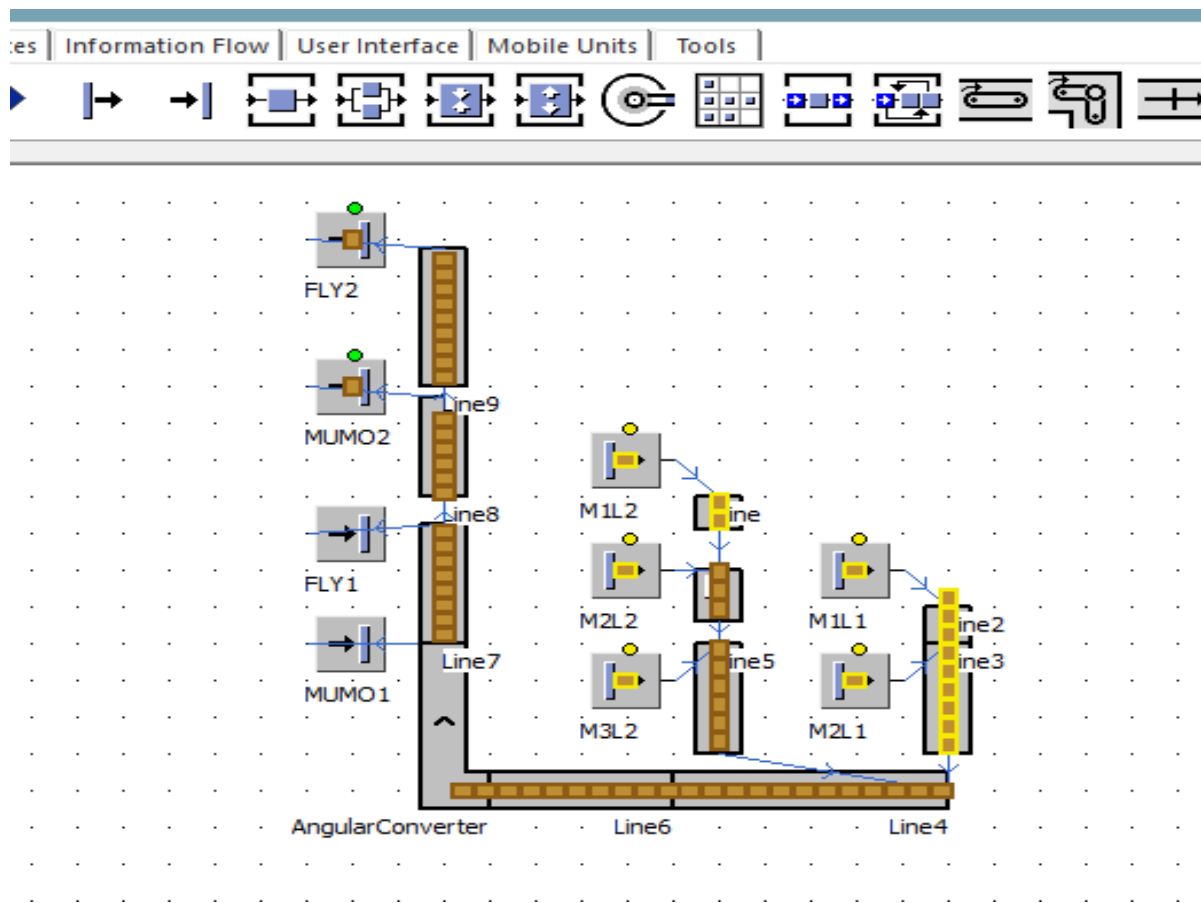 es Information Flow User Interface Mobile Units Tools
FLY2
Line9
MUMO2
M1L2
Line8
ine
FLY1
M2L2
M1L1
ine2
Line7
ine5
ine3
MUMO1
M3L2
M2L1
AngularConverter
Line6
Line4